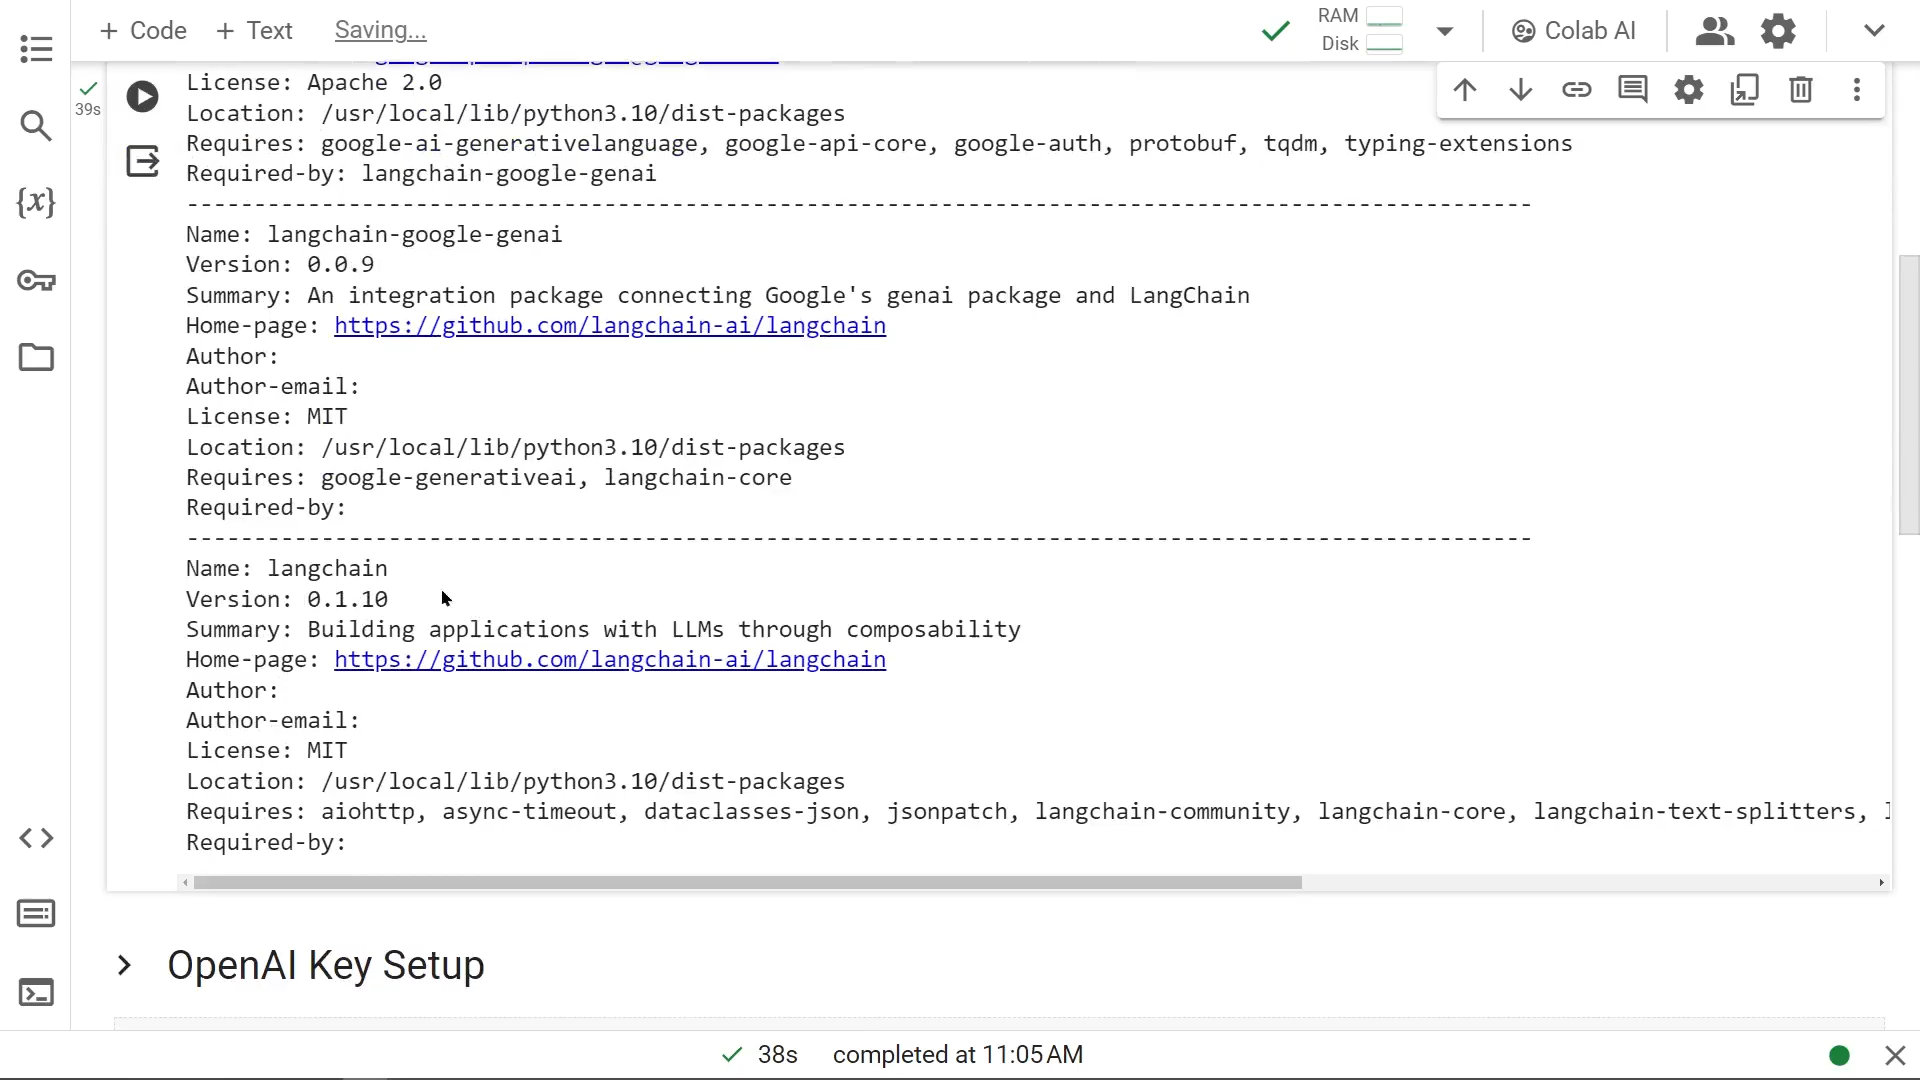 + Code + Text Saving...
RAM
Disk
Colab AI
39s
License: Apache 2.0
Location: /usr/local/lib/python3.10/dist-packages
Requires: google-ai-generativelanguage, google-api-core, google-auth, protobuf, tqdm, typing-extensions
Required-by: langchain-google-genai
----------------------------------------------------------------------------------------------------
Name: langchain-google-genai
Version: 0.0.9
Summary: An integration package connecting Google's genai package and LangChain
Home-page: https://github.com/langchain-ai/langchain
Author:
Author-email:
License: MIT
Location: /usr/local/lib/python3.10/dist-packages
Requires: google-generativeai, langchain-core
Required-by:
----------------------------------------------------------------------------------------------------
Name: langchain
Version: 0.1.10
Summary: Building applications with LLMs through composability
Home-page: https://github.com/langchain-ai/langchain
Author:
Author-email:
License: MIT
Location: /usr/local/lib/python3.10/dist-packages
Requires: aiohttp, async-timeout, dataclasses-json, jsonpatch, langchain-community, langchain-core, langchain-text-splitters,
Required-by:
OpenAI Key Setup
38s completed at 11:05 AM